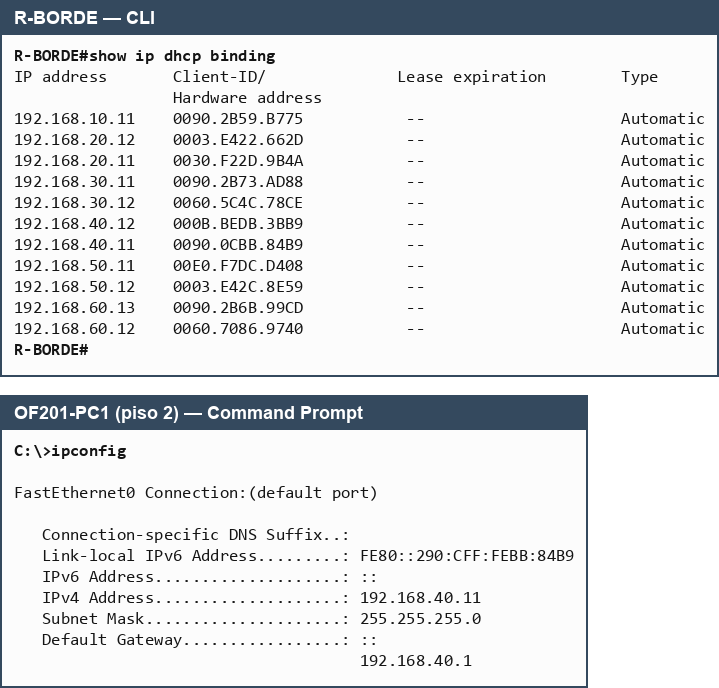 R-BORDE — CLI
R-BORDE#show ip dhcp binding
IP address       Client-ID/              Lease expiration        Type
                 Hardware address
192.168.10.11    0090.2B59.B775           --                     Automatic
192.168.20.12    0003.E422.662D           --                     Automatic
192.168.20.11    0030.F22D.9B4A           --                     Automatic
192.168.30.11    0090.2B73.AD88           --                     Automatic
192.168.30.12    0060.5C4C.78CE           --                     Automatic
192.168.40.12    000B.BEDB.3BB9           --                     Automatic
192.168.40.11    0090.0CBB.84B9           --                     Automatic
192.168.50.11    00E0.F7DC.D408           --                     Automatic
192.168.50.12    0003.E42C.8E59           --                     Automatic
192.168.60.13    0090.2B6B.99CD           --                     Automatic
192.168.60.12    0060.7086.9740           --                     Automatic
R-BORDE#
OF201-PC1 (piso 2) — Command Prompt
C:\>ipconfig
FastEthernet0 Connection:(default port)
   Connection-specific DNS Suffix..:
   Link-local IPv6 Address.........: FE80::290:CFF:FEBB:84B9
   IPv6 Address....................: ::
   IPv4 Address....................: 192.168.40.11
   Subnet Mask.....................: 255.255.255.0
   Default Gateway.................: ::
                                     192.168.40.1